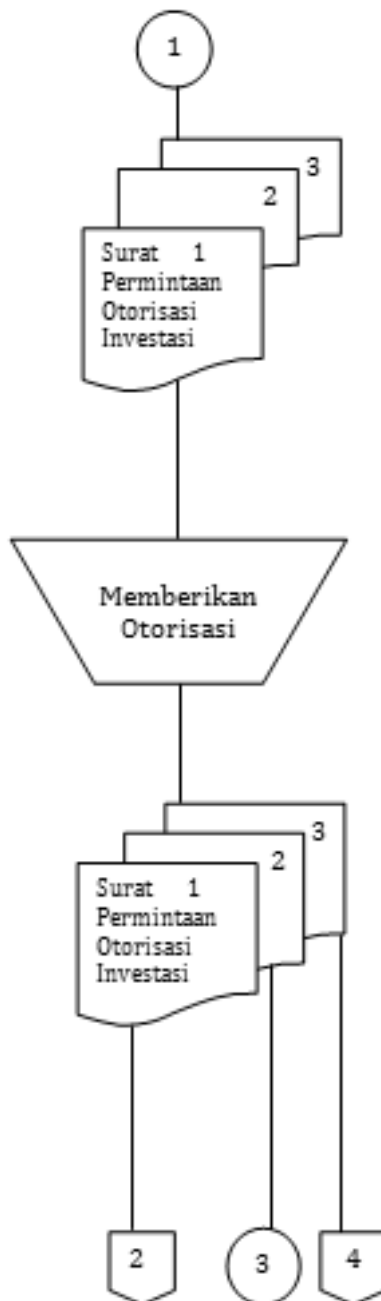 1
3
2
Surat 1
Permintaan
Otorisasi
Investasi
Memberikan
Otorisasi
3
2
Surat 1
Permintaan
Otorisasi
Investasi
2 3 4